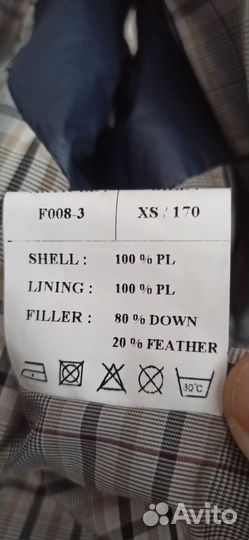 F008-3 XS / 170
SHELL : 100 % PL
LINING : 100 % PL
FILLER : 80 % DOWN
20 % FEATHER
30°C
Avito